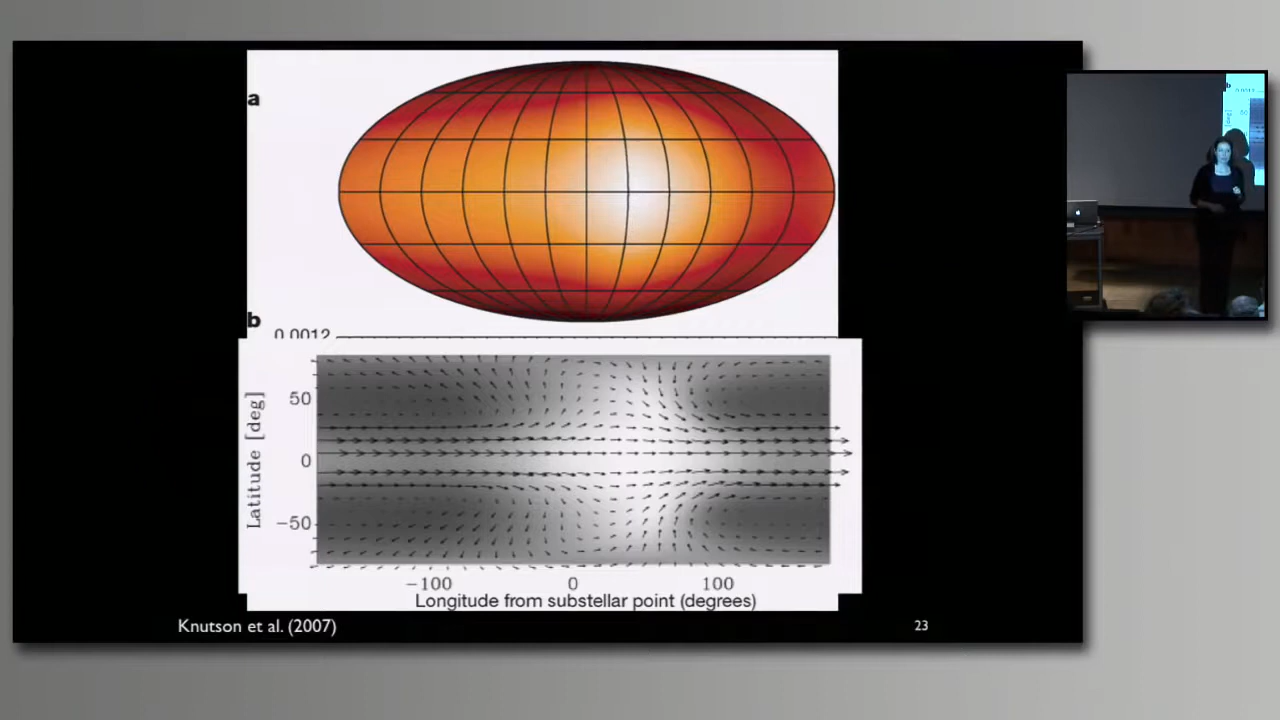 a
b
0.0012
Latitude [deg]
50
0
−50
−100 0 100
Longitude from substellar point (degrees)
Knutson et al. (2007)
23
b